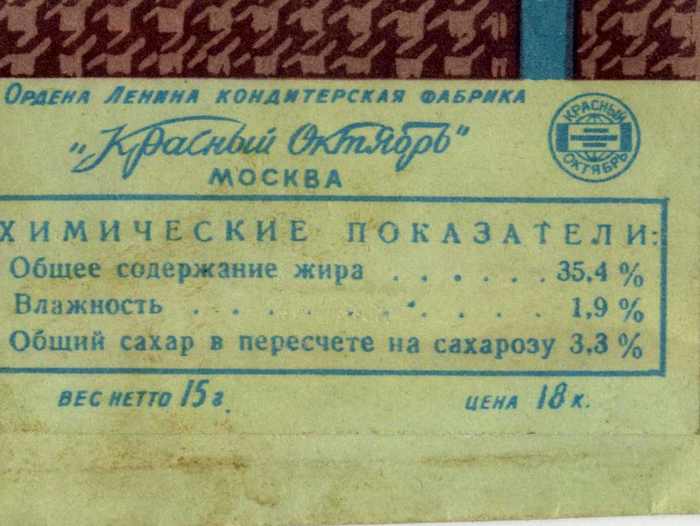 Ордена Ленина кондитерская фабрика
"Красный Октябрь"
МОСКВА
КРАСНЫЙ
ОКТЯБРЬ
ХИМИЧЕСКИЕ ПОКАЗАТЕЛИ:
Общее содержание жира . . . . . . 35,4 %
Влажность . . . . . . . . . . 1,9 %
Общий сахар в пересчете на сахарозу 3,3 %
ВЕС НЕТТО 15 г.
ЦЕНА 18 к.